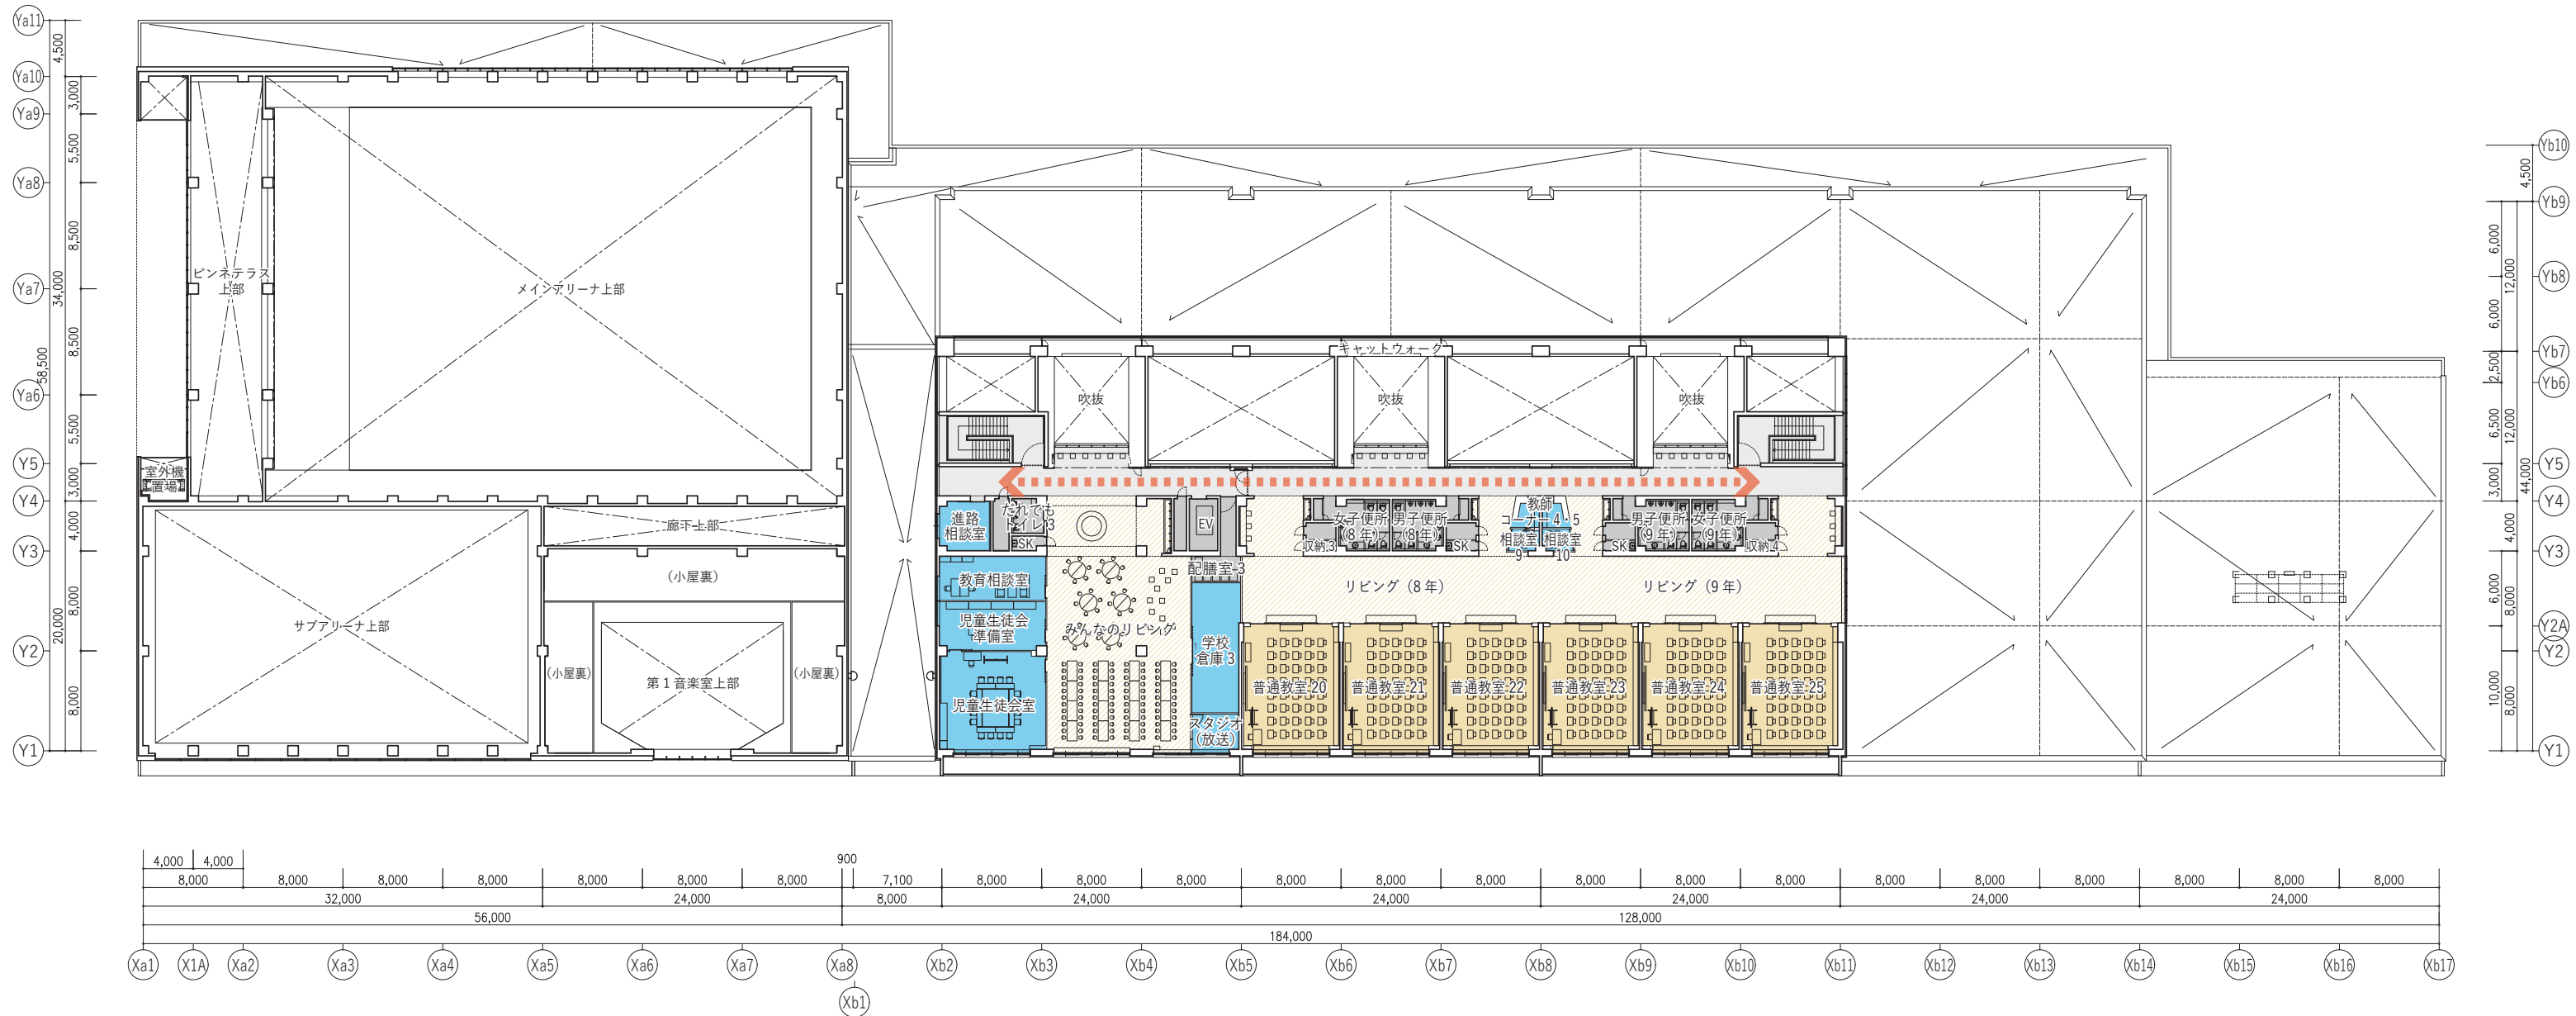 Ya11
Ya10
Ya9
Ya8
Ya7
Ya6
Y5
Y4
Y3
Y2
Y1
4,500
3,000
5,500
8,500
8,500
5,500
3,000
4,000
8,000
8,000
34,000
58,500
20,000
ピンネテラス
上部
メインアリーナ上部
室外機
置場
廊下上部
(小屋裏)
サブアリーナ上部
(小屋裏)
第1音楽室上部
(小屋裏)
キャットウォーク
吹抜
吹抜
吹抜
進路
相談室
だれでも
トイレ 3
SK
EV
配膳室-3
教育相談室
児童生徒会
準備室
児童生徒会室
みんなのリビング
学校
倉庫 3
スタジオ
(放送)
収納 3
女子便所
(8年)
男子便所
(8年)
SK
教師
コーナー 4・5
相談室
9
相談室
10
SK
男子便所
(9年)
女子便所
(9年)
収納 4
リビング(8 年)
リビング(9 年)
普通教室-20
普通教室-21
普通教室-22
普通教室-23
普通教室-24
普通教室-25
Yb10
Yb9
Yb8
Yb7
Yb6
Y5
Y4
Y3
Y2A
Y2
Y1
4,500
6,000
6,000
12,000
2,500
6,500
12,000
3,000
44,000
4,000
6,000
8,000
10,000
8,000
4,000 4,000 900
8,000 8,000 8,000 8,000 8,000 8,000 8,000 7,100 8,000 8,000 8,000 8,000 8,000 8,000 8,000 8,000 8,000 8,000 8,000 8,000 8,000 8,000 8,000
32,000 24,000 8,000 24,000 24,000 24,000 24,000 24,000
56,000 128,000
184,000
Xa1 X1A Xa2 Xa3 Xa4 Xa5 Xa6 Xa7 Xa8 Xb2 Xb3 Xb4 Xb5 Xb6 Xb7 Xb8 Xb9 Xb10 Xb11 Xb12 Xb13 Xb14 Xb15 Xb16 Xb17
Xb1